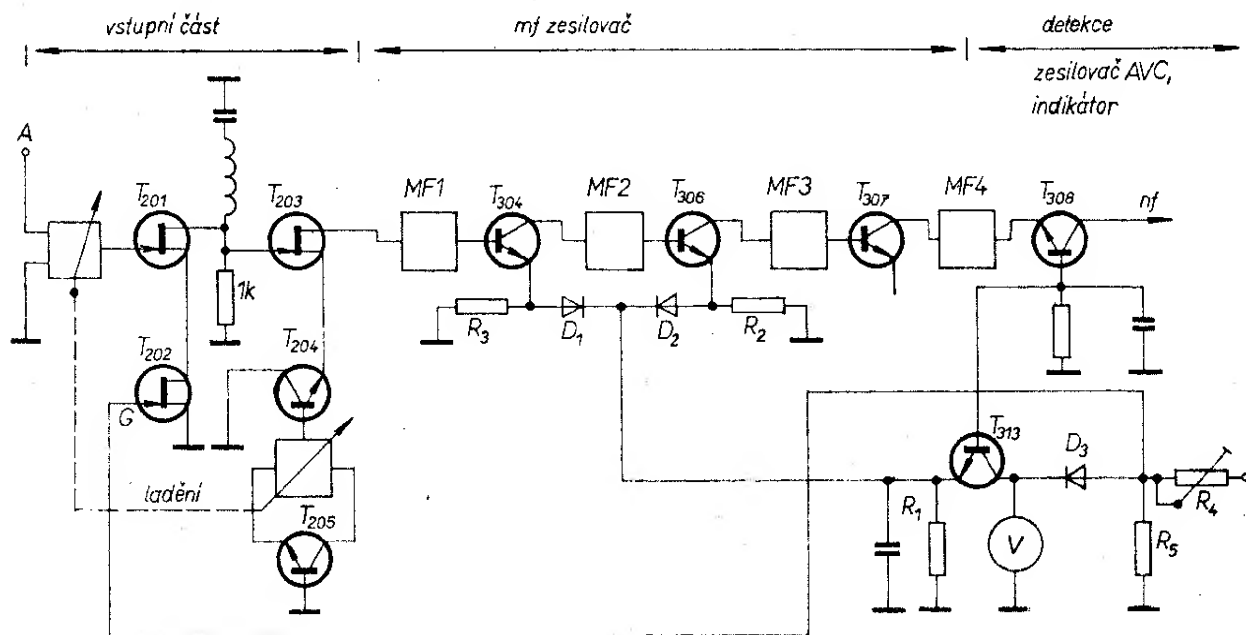 vstupní část
mf zesilovač
detekce
zesilovač AVC,
indikátor
A
T201
T203
MF1
T304
MF2
T306
MF3
T307
MF4
T308
nf
1k
R3
D1
D2
R2
T202
T204
G
T313
D3
ladění
R1
R4
T205
V
R5